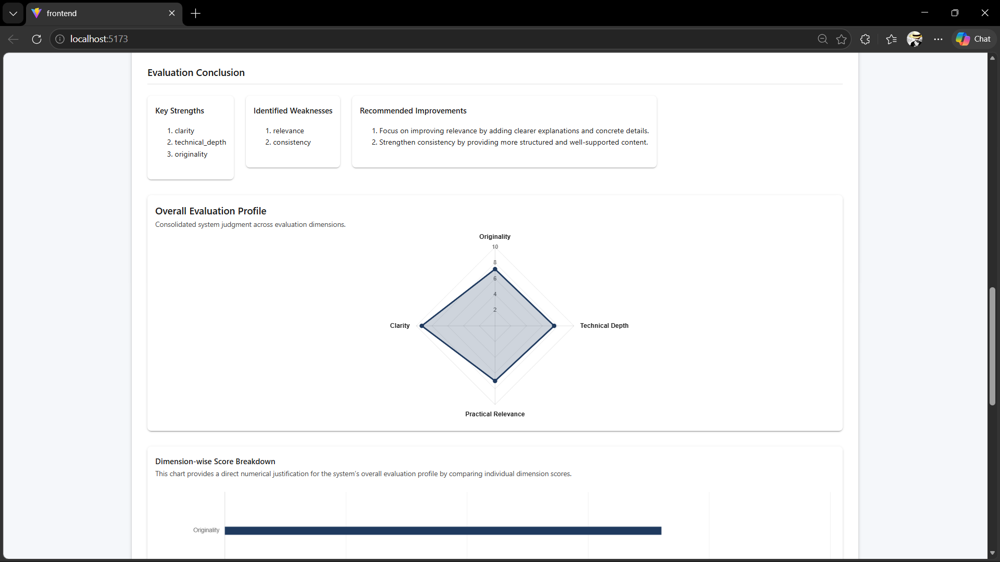 frontend
localhost:5173
Chat
Evaluation Conclusion
Key Strengths
1. clarity
2. technical_depth
3. originality
Identified Weaknesses
1. relevance
2. consistency
Recommended Improvements
1. Focus on improving relevance by adding clearer explanations and concrete details.
2. Strengthen consistency by providing more structured and well-supported content.
Overall Evaluation Profile
Consolidated system judgment across evaluation dimensions.
Originality
10
8
6
4
2
Clarity
Technical Depth
Practical Relevance
Dimension-wise Score Breakdown
This chart provides a direct numerical justification for the system's overall evaluation profile by comparing individual dimension scores.
Originality